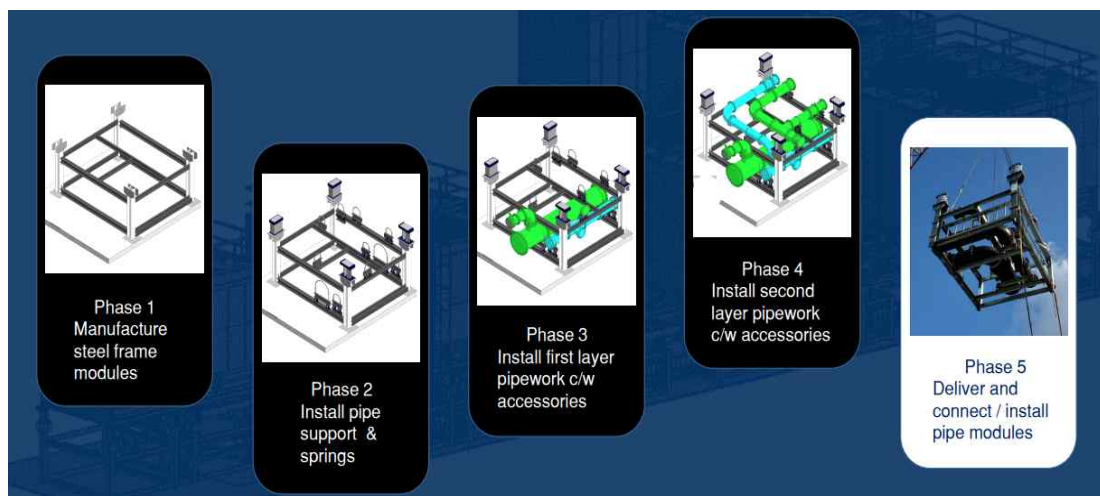 Phase 1
Manufacture
steel frame
modules
Phase 2
Install pipe
support & 
springs
Phase 3
Install first layer
pipework c/w
accessories
Phase 4
Install second
layer pipework
c/w accessories
Phase 5
Deliver and
connect / install
pipe modules